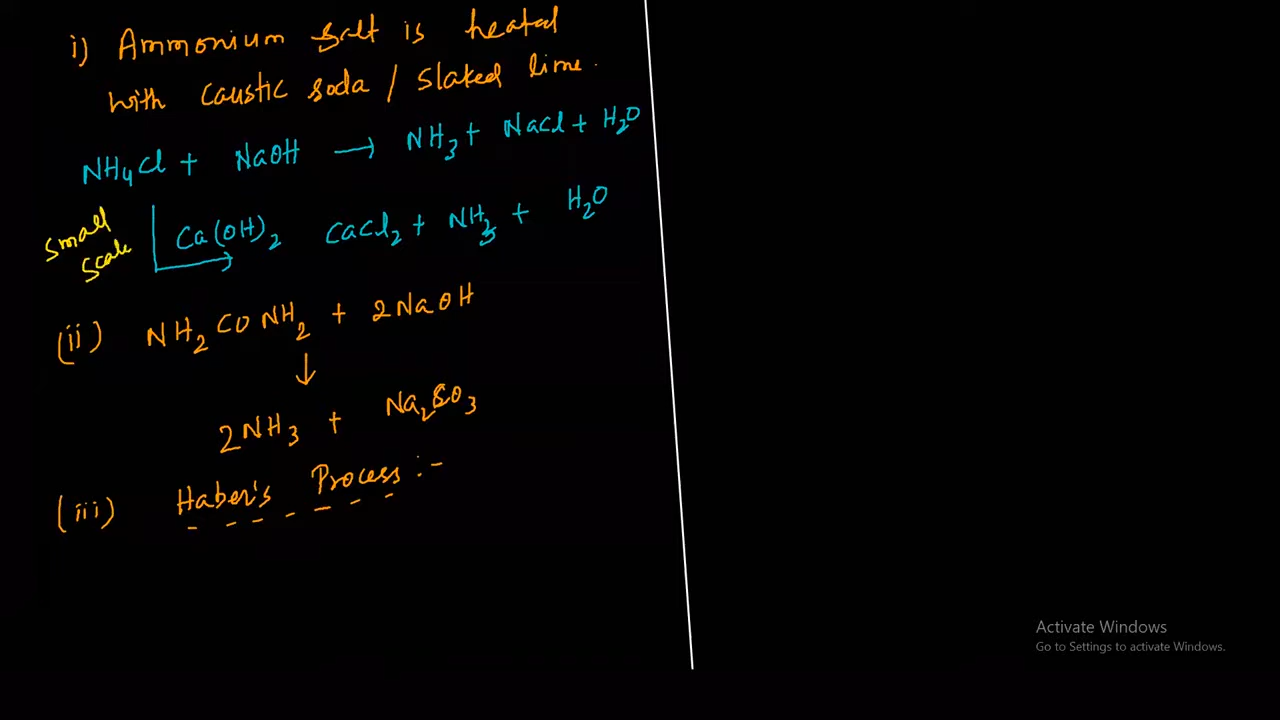 i) Ammonium salt is heated
with caustic soda / slaked lime.
NH4Cl + NaOH → NH3 + NaCl + H2O
small
scale
Ca(OH)2 CaCl2 + NH3 + H2O
(ii) NH2CONH2 + 2NaOH
↓
2NH3 + Na2CO3
(iii) Haber's Process :-
Activate Windows
Go to Settings to activate Windows.